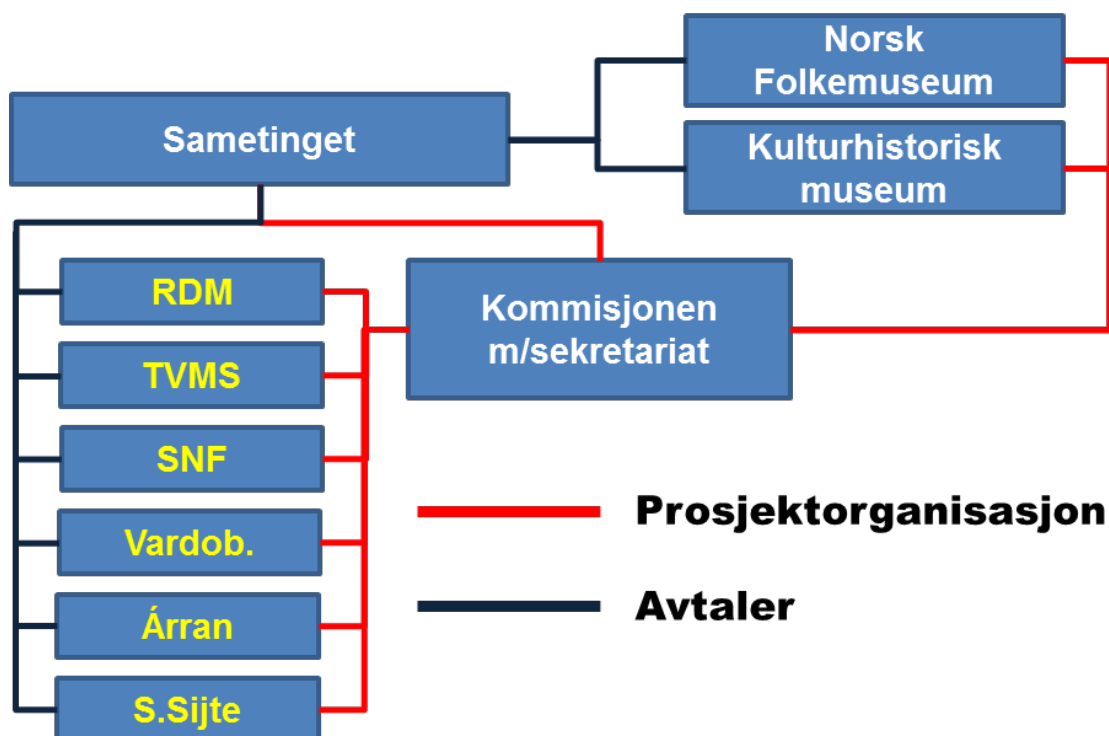 Norsk
Folkemuseum
Sametinget
Kulturhistorisk
museum
RDM
TVMS
SNF
Vardob.
Árran
S.Sijte
Kommisjonen
m/sekretariat
Prosjektorganisasjon
Avtaler